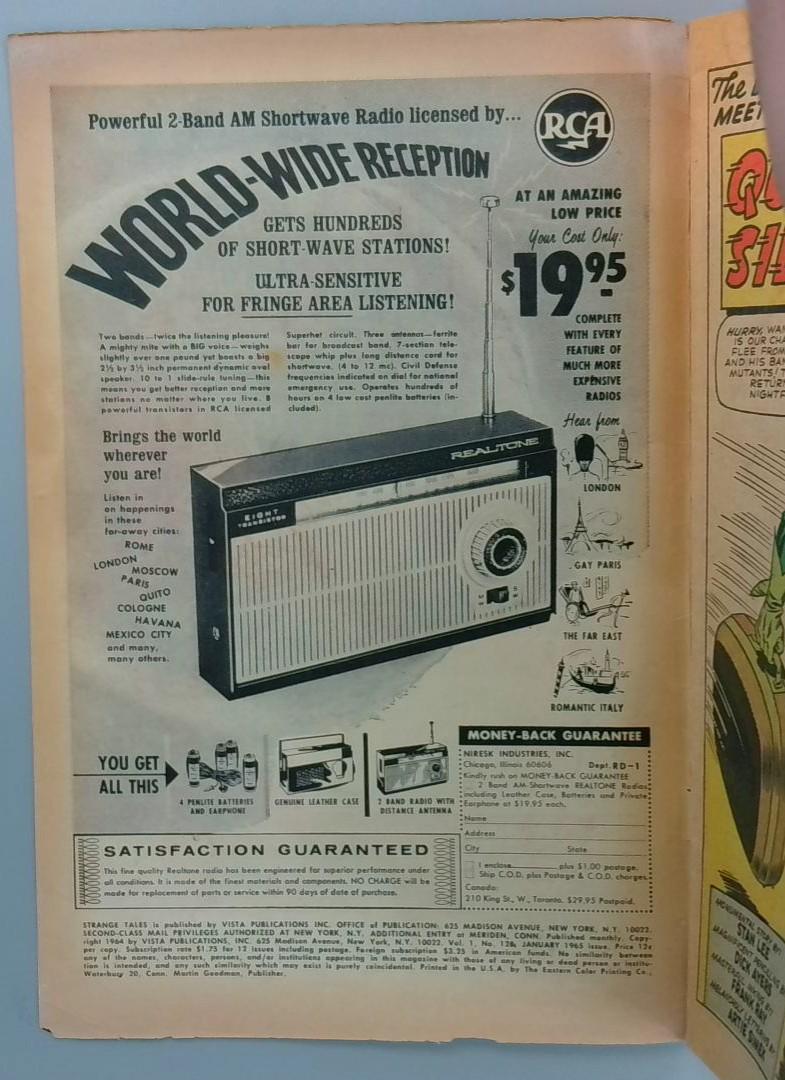 Powerful 2-Band AM Shortwave Radio licensed by...
RCA
WORLD-WIDE RECEPTION
GETS HUNDREDS
OF SHORT-WAVE STATIONS!
ULTRA-SENSITIVE
FOR FRINGE AREA LISTENING!
AT AN AMAZING
LOW PRICE
Your Cost Only:
$19.95
COMPLETE
WITH EVERY
FEATURE OF
MUCH MORE
EXPENSIVE
RADIOS
Two bands—twice the listening pleasure!
A mighty mite with a BIG voice—weighs
slightly over one pound yet boasts a big
2½ by 3½ inch permanent dynamic oval
speaker. 10 to 1 slide-rule tuning—this
means you get better reception and more
stations no matter where you live. 8
powerful transistors in RCA licensed
Superhet circuit. Three antennas—ferrite
bar for broadcast band, 7-section tele-
scope whip plus long distance cord for
shortwave. (4 to 12 mc). Civil Defense
frequencies indicated on dial for national
emergency use. Operates hundreds of
hours on 4 low cost penlite batteries (in-
cluded).
Brings the world
wherever
you are!
Listen in
on happenings
in these
far-away cities:
ROME
LONDON
MOSCOW
PARIS
QUITO
COLOGNE
HAVANA
MEXICO CITY
and many,
many others.
REALTONE
EIGHT
TRANSISTOR
Hear from
LONDON
GAY PARIS
THE FAR EAST
ROMANTIC ITALY
YOU GET
ALL THIS
4 PENLITE BATTERIES
AND EARPHONE
GENUINE LEATHER CASE
2 BAND RADIO WITH
DISTANCE ANTENNA
MONEY-BACK GUARANTEE
NIRESK INDUSTRIES, INC.
Chicago, Illinois 60606 Dept. RD-1
Kindly rush on MONEY-BACK GUARANTEE
2 Band AM-Shortwave REALTONE Radios
including Leather Case, Batteries and Private
Earphone at $19.95 each.
Name
Address
City State
I enclose plus $1.00 postage.
Ship C.O.D. plus Postage & C.O.D. charges.
Canada:
210 King St., W., Toronto. $29.95 Postpaid.
SATISFACTION GUARANTEED
This fine quality Realtone radio has been engineered for superior performance under
all conditions. It is made of the finest materials and components. NO CHARGE will be
made for replacement of parts or service within 90 days of date of purchase.
STRANGE TALES is published by VISTA PUBLICATIONS INC. OFFICE of PUBLICATION: 625 MADISON AVENUE, NEW YORK, N.Y. 10022.
SECOND-CLASS MAIL PRIVILEGES AUTHORIZED AT NEW YORK, N.Y. ADDITIONAL ENTRY at MERIDEN, CONN. Published monthly. Copy-
right 1964 by VISTA PUBLICATIONS, INC. 625 Madison Avenue, New York, N.Y. 10022. Vol. 1, No. 128, JANUARY 1965 issue. Price 12¢
per copy. Subscription rate $1.75 for 12 issues including postage. Foreign subscription $3.25 in American funds. No similarity between
any of the names, characters, persons, and/or institutions appearing in this magazine with those of any living or dead person or institu-
tion is intended, and any such similarity which may exist is purely coincidental. Printed in the U.S.A. by The Eastern Color Printing Co.,
Waterbury 20, Conn. Martin Goodman, Publisher.
The
MEET
HURRY, WAN
IS OUR CHA
FLEE FROM
AND HIS BAN
MUTANTS! T
RETUR
NIGHTF
MONUMENTAL STORY BY:
STAN LEE
MAGNIFICENT PENCILING BY:
DICK AYERS
MASTERFUL INKING BY:
FRANK RAY
MELANCHOLY LETTERING BY:
ARTIE SIMEK